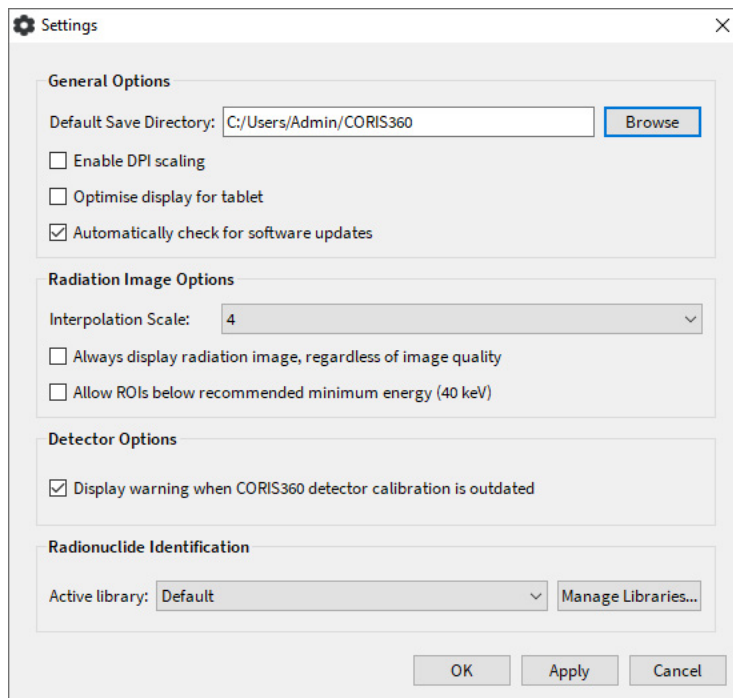 Settings
General Options
Default Save Directory: C:/Users/Admin/CORIS360 Browse
Enable DPI scaling
Optimise display for tablet
Automatically check for software updates
Radiation Image Options
Interpolation Scale: 4
Always display radiation image, regardless of image quality
Allow ROIs below recommended minimum energy (40 keV)
Detector Options
Display warning when CORIS360 detector calibration is outdated
Radionuclide Identification
Active library: Default Manage Libraries...
OK Apply Cancel